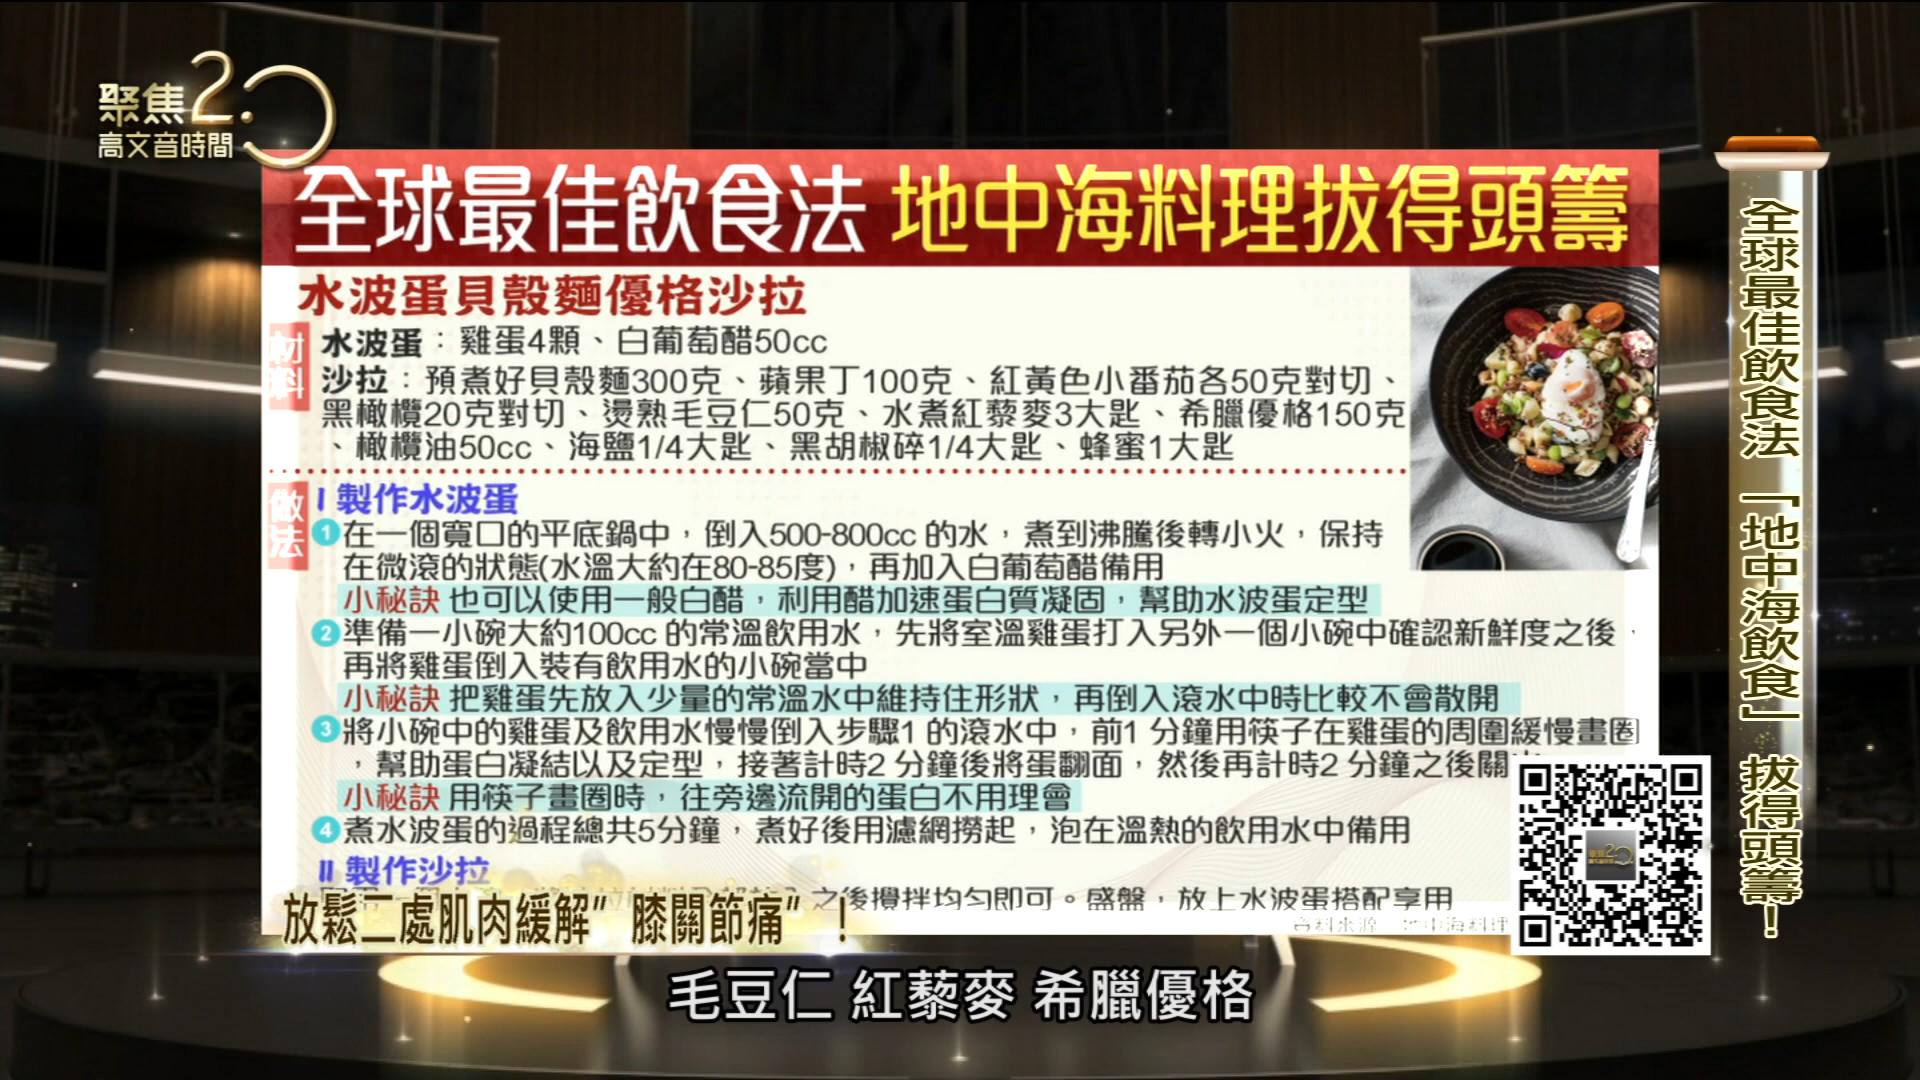 聚焦2.0
高文音時間
全球最佳飲食法 地中海料理拔得頭籌
水波蛋貝殼麵優格沙拉
材料
水波蛋：雞蛋4顆、白葡萄醋50cc
沙拉：預煮好貝殼麵300克、蘋果丁100克、紅黃色小番茄各50克對切、
黑橄欖20克對切、燙熟毛豆仁50克、水煮紅藜麥3大匙、希臘優格150克
、橄欖油50cc、海鹽1/4大匙、黑胡椒碎1/4大匙、蜂蜜1大匙
做法
I 製作水波蛋
1 在一個寬口的平底鍋中，倒入500-800cc 的水，煮到沸騰後轉小火，保持
在微滾的狀態(水溫大約在80-85度)，再加入白葡萄醋備用
小秘訣 也可以使用一般白醋，利用醋加速蛋白質凝固，幫助水波蛋定型
2 準備一小碗大約100cc 的常溫飲用水，先將室溫雞蛋打入另外一個小碗中確認新鮮度之後，
再將雞蛋倒入裝有飲用水的小碗當中
小秘訣 把雞蛋先放入少量的常溫水中維持住形狀，再倒入滾水中時比較不會散開
3 將小碗中的雞蛋及飲用水慢慢倒入步驟1 的滾水中，前1 分鐘用筷子在雞蛋的周圍緩慢畫圈
，幫助蛋白凝結以及定型，接著計時2 分鐘後將蛋翻面，然後再計時2 分鐘之後關
小秘訣 用筷子畫圈時，往旁邊流開的蛋白不用理會
4 煮水波蛋的過程總共5分鐘，煮好後用濾網撈起，泡在溫熱的飲用水中備用
II 製作沙拉
之後攪拌均勻即可。盛盤，放上水波蛋搭配享用
資料來源 地中海料理
放鬆二處肌肉緩解"膝關節痛"！
毛豆仁 紅藜麥 希臘優格
全球最佳飲食法「地中海飲食」拔得頭籌！